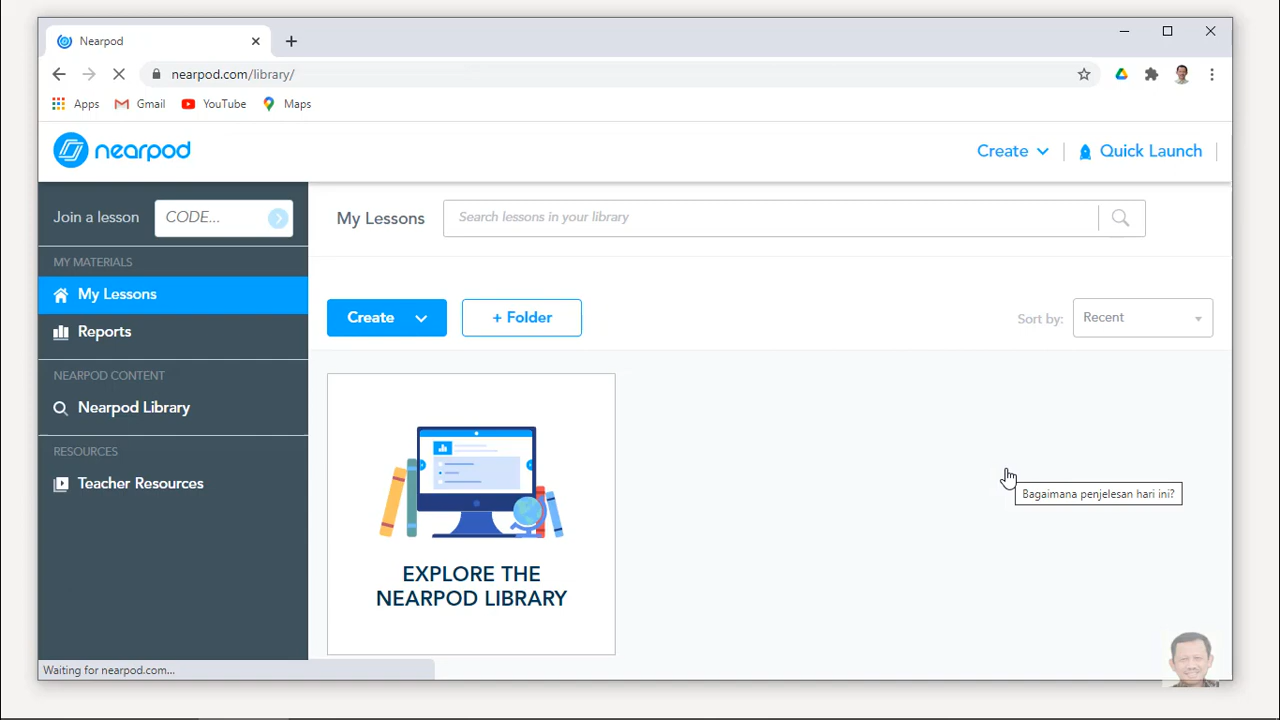 Nearpod
nearpod.com/library/
Apps
Gmail
YouTube
Maps
nearpod
Create
Quick Launch
Join a lesson
CODE...
My Lessons
Search lessons in your library
MY MATERIALS
My Lessons
Reports
Create
+ Folder
Sort by:
Recent
NEARPOD CONTENT
Nearpod Library
RESOURCES
Teacher Resources
Bagaimana penjelesan hari ini?
EXPLORE THE
NEARPOD LIBRARY
Waiting for nearpod.com...